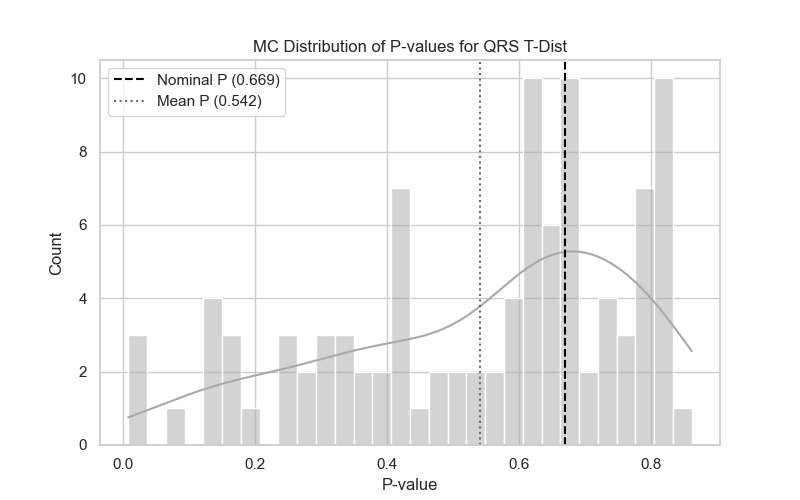 MC Distribution of P-values for QRS T-Dist
Nominal P (0.669)
Mean P (0.542)
10
8
6
4
2
0
Count
0.0 0.2 0.4 0.6 0.8
P-value